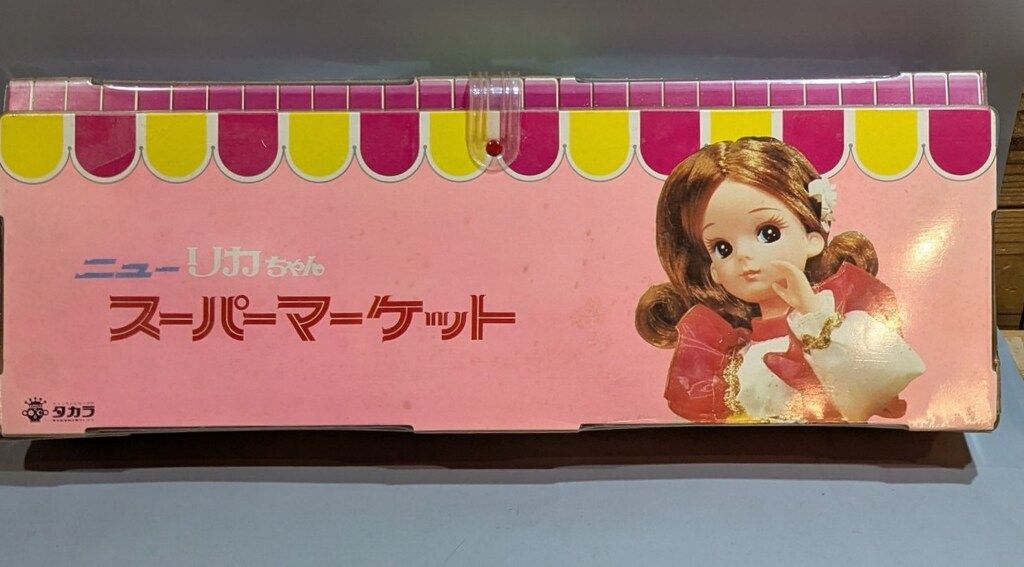 ニューリカちゃん
スーパーマーケット
タカラ